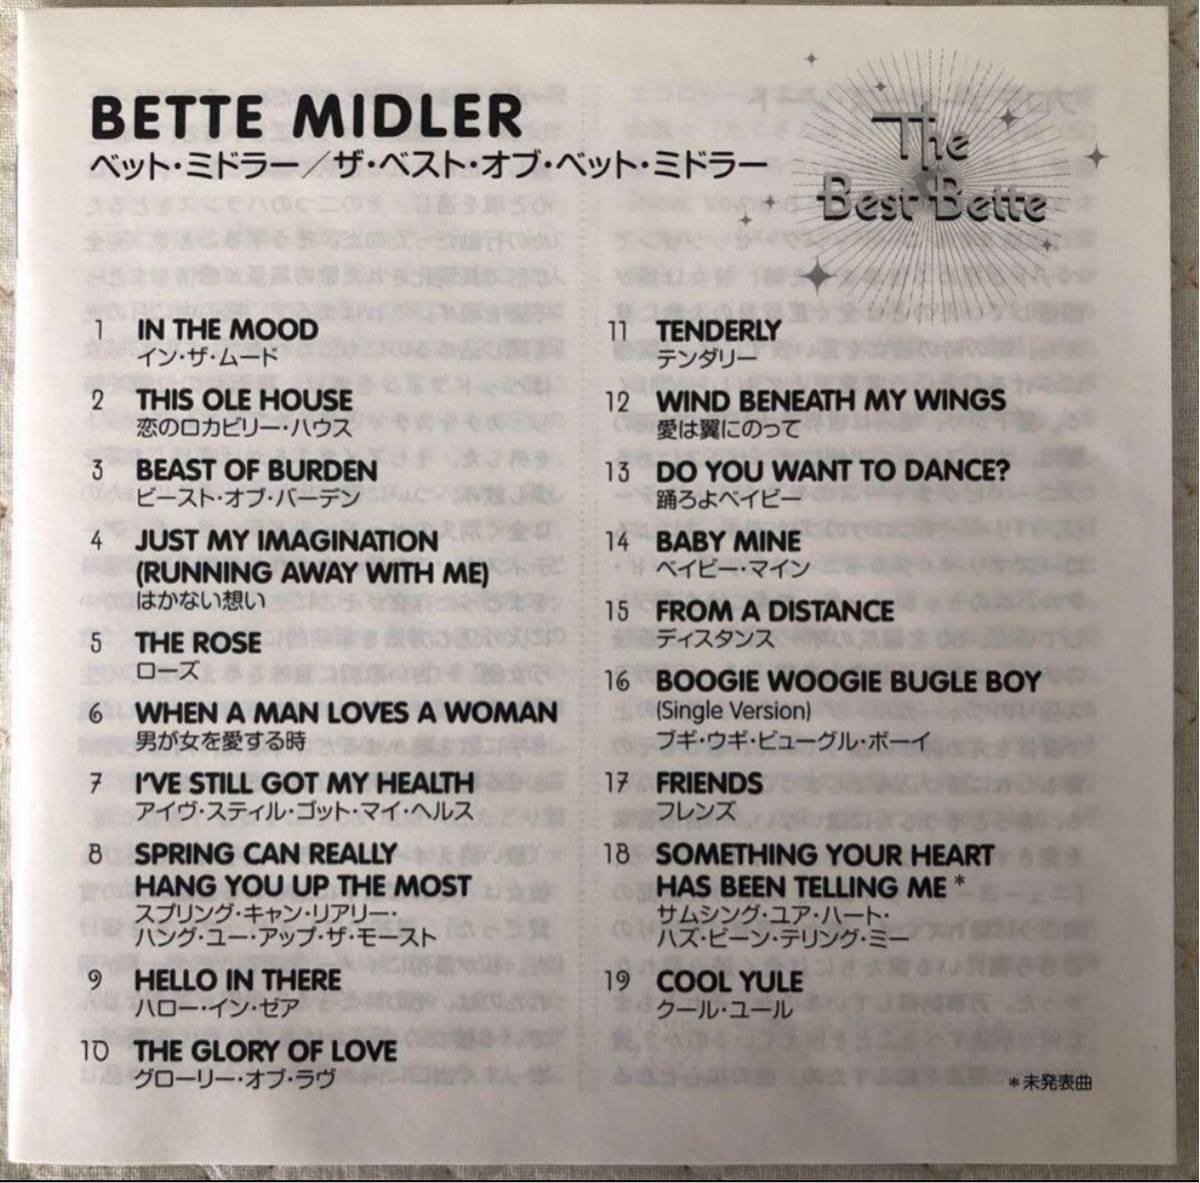 BETTE MIDLER
ベット・ミドラー／ザ・ベスト・オブ・ベット・ミドラー
The
Best Bette
1 IN THE MOOD
イン・ザ・ムード
2 THIS OLE HOUSE
恋のロカビリー・ハウス
3 BEAST OF BURDEN
ビースト・オブ・バーデン
4 JUST MY IMAGINATION
(RUNNING AWAY WITH ME)
はかない想い
5 THE ROSE
ローズ
6 WHEN A MAN LOVES A WOMAN
男が女を愛する時
7 I'VE STILL GOT MY HEALTH
アイヴ・スティル・ゴット・マイ・ヘルス
8 SPRING CAN REALLY
HANG YOU UP THE MOST
スプリング・キャン・リアリー・
ハング・ユー・アップ・ザ・モースト
9 HELLO IN THERE
ハロー・イン・ゼア
10 THE GLORY OF LOVE
グローリー・オブ・ラヴ
11 TENDERLY
テンダリー
12 WIND BENEATH MY WINGS
愛は翼にのって
13 DO YOU WANT TO DANCE?
踊ろよベイビー
14 BABY MINE
ベイビー・マイン
15 FROM A DISTANCE
ディスタンス
16 BOOGIE WOOGIE BUGLE BOY
(Single Version)
ブギ・ウギ・ビューグル・ボーイ
17 FRIENDS
フレンズ
18 SOMETHING YOUR HEART
HAS BEEN TELLING ME *
サムシング・ユア・ハート・
ハズ・ビーン・テリング・ミー
19 COOL YULE
クール・ユール
*未発表曲